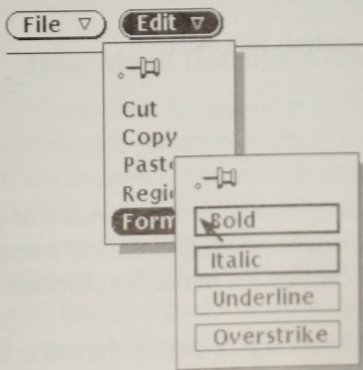 File Edit
Cut
Copy
Past
Regi
Form
Bold
Italic
Underline
Overstrike